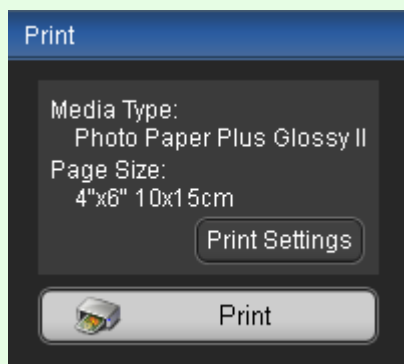 Print
Media Type:
Photo Paper Plus Glossy II
Page Size:
4"x6" 10x15cm
Print Settings
Print